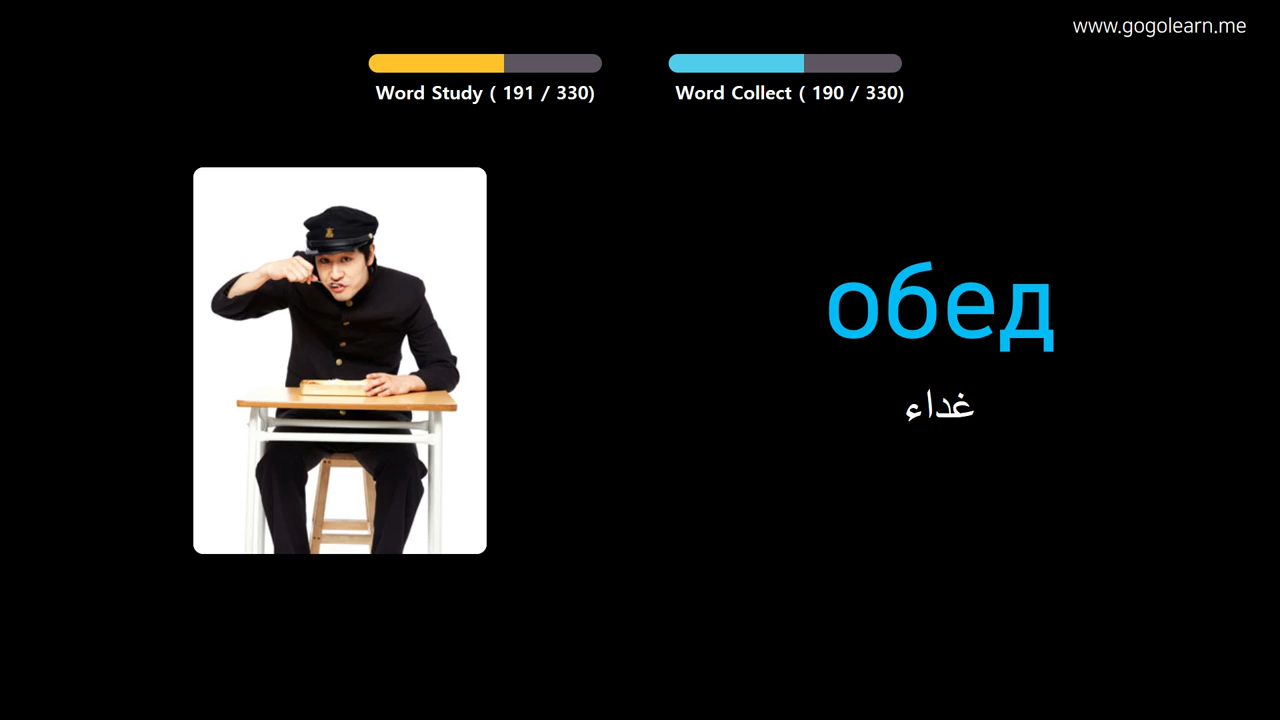 www.gogolearn.me
Word Study ( 191 / 330)
Word Collect ( 190 / 330)
обед
غداء